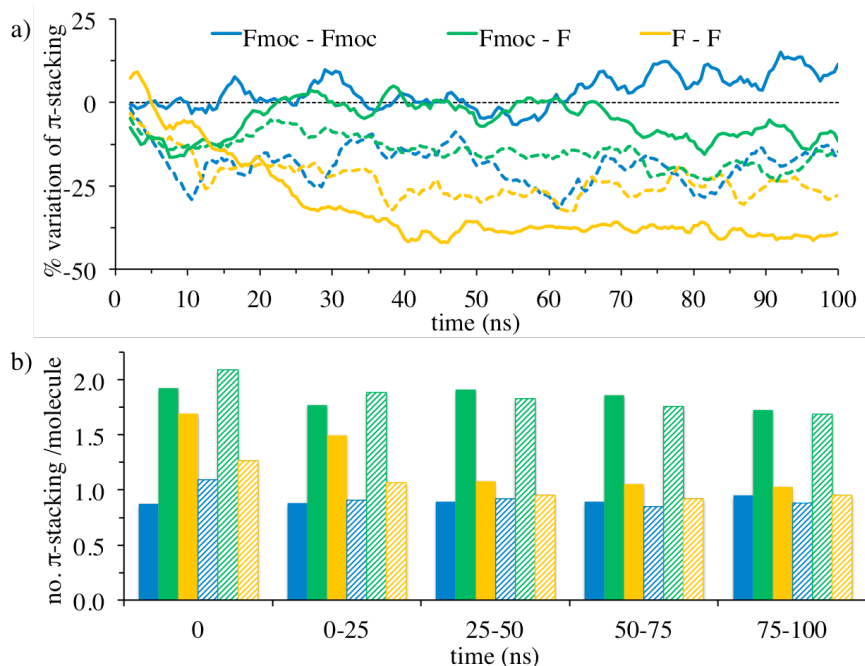 a)
Fmoc - Fmoc
Fmoc - F
F - F
% variation of π-stacking
25
0
-25
-50
0 10 20 30 40 50 60 70 80 90 100
time (ns)
b)
no. π-stacking /molecule
2.0
1.5
1.0
0.5
0.0
0 0-25 25-50 50-75 75-100
time (ns)